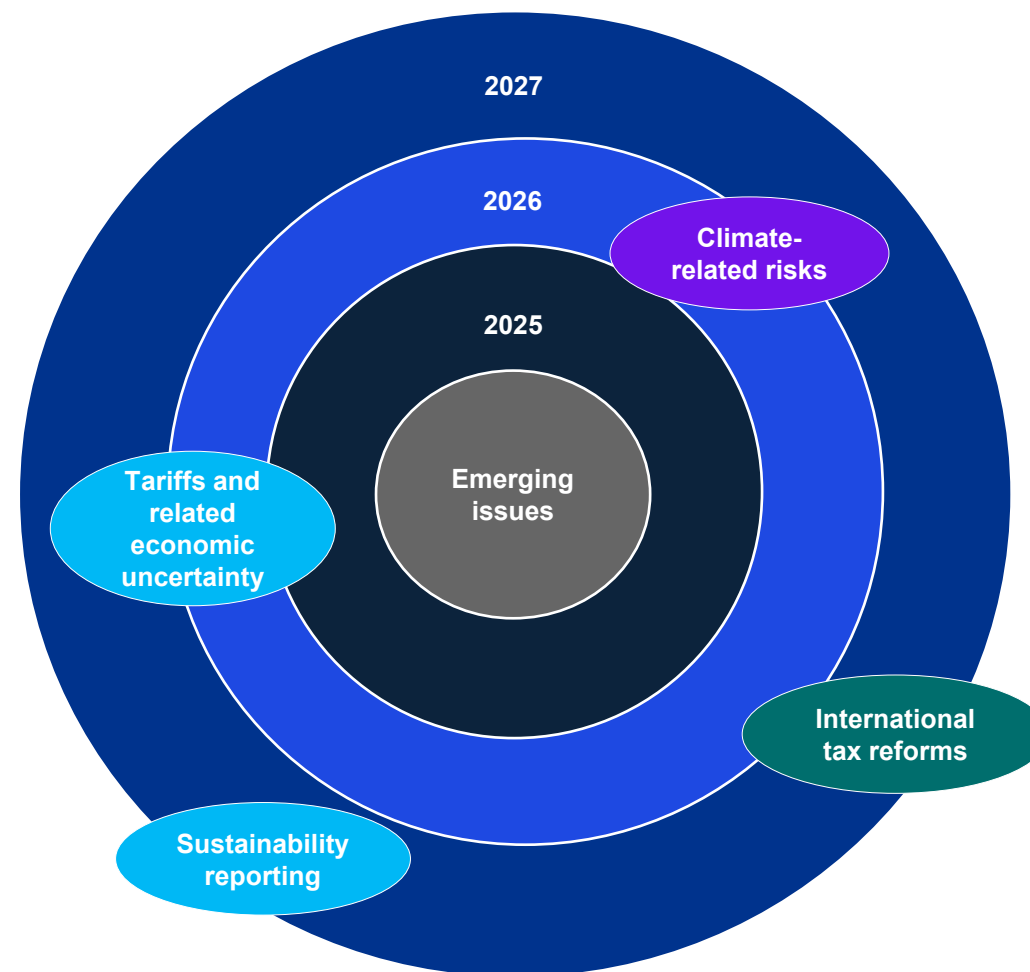 2027
2026
Climate-
related risks
2025
Emerging
issues
Tariffs and
related
economic
uncertainty
International
tax reforms
Sustainability
reporting